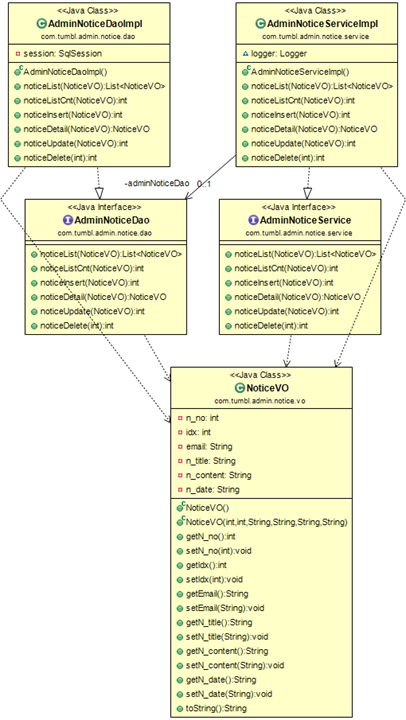 <<Java Class>>
AdminNoticeDaoImpl
com.tumbl.admin.notice.dao
session: SqlSession
AdminNoticeDaoImpl()
noticeList(NoticeVO):List<NoticeVO>
noticeListCnt(NoticeVO):int
noticeInsert(NoticeVO):int
noticeDetail(NoticeVO):NoticeVO
noticeUpdate(NoticeVO):int
noticeDelete(int):int
<<Java Class>>
AdminNoticeServiceImpl
com.tumbl.admin.notice.service
logger: Logger
AdminNoticeServiceImpl()
noticeList(NoticeVO):List<NoticeVO>
noticeListCnt(NoticeVO):int
noticeInsert(NoticeVO):int
noticeDetail(NoticeVO):NoticeVO
noticeUpdate(NoticeVO):int
noticeDelete(int):int
-adminNoticeDao 0..1
<<Java Interface>>
AdminNoticeDao
com.tumbl.admin.notice.dao
noticeList(NoticeVO):List<NoticeVO>
noticeListCnt(NoticeVO):int
noticeInsert(NoticeVO):int
noticeDetail(NoticeVO):NoticeVO
noticeUpdate(NoticeVO):int
noticeDelete(int):int
<<Java Interface>>
AdminNoticeService
com.tumbl.admin.notice.service
noticeList(NoticeVO):List<NoticeVO>
noticeListCnt(NoticeVO):int
noticeInsert(NoticeVO):int
noticeDetail(NoticeVO):NoticeVO
noticeUpdate(NoticeVO):int
noticeDelete(int):int
<<Java Class>>
NoticeVO
com.tumbl.admin.notice.vo
n_no: int
idx: int
email: String
n_title: String
n_content: String
n_date: String
NoticeVO()
NoticeVO(int,int,String,String,String,String)
getN_no():int
setN_no(int):void
getIdx():int
setIdx(int):void
getEmail():String
setEmail(String):void
getN_title():String
setN_title(String):void
getN_content():String
setN_content(String):void
getN_date():String
setN_date(String):void
toString():String